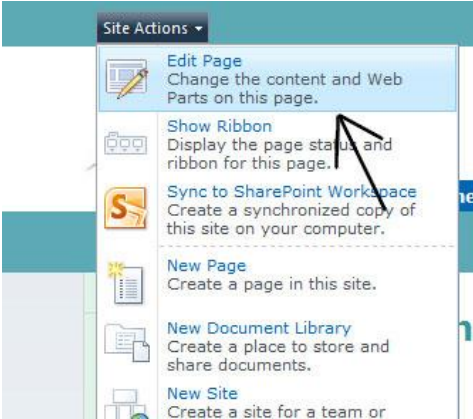 Site Actions
Edit Page
Change the content and Web
Parts on this page.
Show Ribbon
Display the page status and
ribbon for this page.
Sync to SharePoint Workspace
Create a synchronized copy of
this site on your computer.
New Page
Create a page in this site.
New Document Library
Create a place to store and
share documents.
New Site
Create a site for a team or